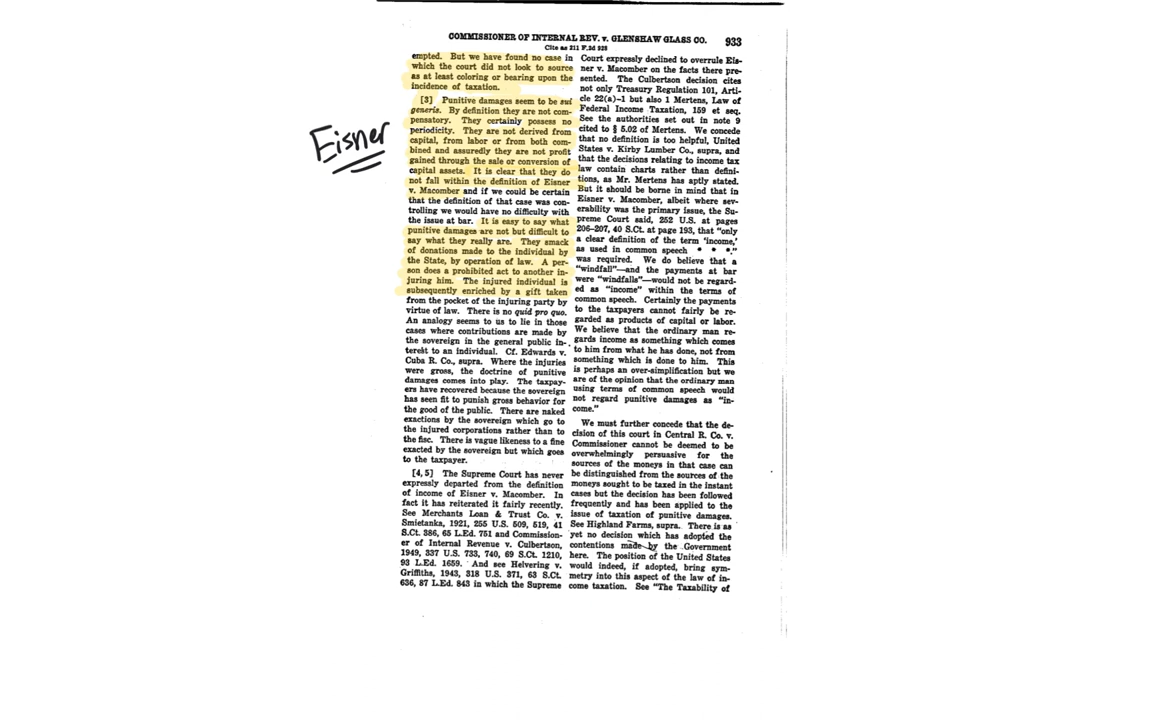 COMMISSIONER OF INTERNAL REV. v. GLENSHAW GLASS CO. 933
Cite as 211 F.2d 928
empted. But we have found no case in
which the court did not look to source
as at least coloring or bearing upon the
incidence of taxation.
[3] Punitive damages seem to be sui
generis. By definition they are not com-
pensatory. They certainly possess no
periodicity. They are not derived from
capital, from labor or from both com-
bined and assuredly they are not profit
gained through the sale or conversion of
capital assets. It is clear that they do
not fall within the definition of Eisner
v. Macomber and if we could be certain
that the definition of that case was con-
trolling we would have no difficulty with
the issue at bar. It is easy to say what
punitive damages are not but difficult to
say what they really are. They smack
of donations made to the individual by
the State, by operation of law. A per-
son does a prohibited act to another in-
juring him. The injured individual is
subsequently enriched by a gift taken
from the pocket of the injuring party by
virtue of law. There is no quid pro quo.
An analogy seems to us to lie in those
cases where contributions are made by
the sovereign in the general public in-
terest to an individual. Cf. Edwards v.
Cuba R. Co., supra. Where the injuries
were gross, the doctrine of punitive
damages comes into play. The taxpay-
ers have recovered because the sovereign
has seen fit to punish gross behavior for
the good of the public. There are naked
exactions by the sovereign which go to
the injured corporations rather than to
the fisc. There is vague likeness to a fine
exacted by the sovereign but which goes
to the taxpayer.
[4, 5] The Supreme Court has never
expressly departed from the definition
of income of Eisner v. Macomber. In
fact it has reiterated it fairly recently.
See Merchants Loan & Trust Co. v.
Smietanka, 1921, 255 U.S. 509, 519, 41
S.Ct. 386, 65 L.Ed. 751 and Commission-
er of Internal Revenue v. Culbertson,
1949, 337 U.S. 733, 740, 69 S.Ct. 1210,
93 L.Ed. 1659. And see Helvering v.
Griffiths, 1943, 318 U.S. 371, 63 S.Ct.
636, 87 L.Ed. 843 in which the Supreme
Court expressly declined to overrule Eis-
ner v. Macomber on the facts there pre-
sented. The Culbertson decision cites
not only Treasury Regulation 101, Arti-
cle 22(a)-1 but also 1 Mertens, Law of
Federal Income Taxation, 159 et seq.
See the authorities set out in note 9
cited to § 5.02 of Mertens. We concede
that no definition is too helpful, United
States v. Kirby Lumber Co., supra, and
that the decisions relating to income tax
law contain charts rather than defini-
tions, as Mr. Mertens has aptly stated.
But it should be borne in mind that in
Eisner v. Macomber, albeit where sev-
erability was the primary issue, the Su-
preme Court said, 252 U.S. at pages
206-207, 40 S.Ct. at page 193, that "only
a clear definition of the term 'income,'
as used in common speech * * *."
was required. We do believe that a
"windfall"—and the payments at bar
were "windfalls"—would not be regard-
ed as "income" within the terms of
common speech. Certainly the payments
to the taxpayers cannot fairly be re-
garded as products of capital or labor.
We believe that the ordinary man re-
gards income as something which comes
to him from what he has done, not from
something which is done to him. This
is perhaps an over-simplification but we
are of the opinion that the ordinary man
using terms of common speech would
not regard punitive damages as "in-
come."
We must further concede that the de-
cision of this court in Central R. Co. v.
Commissioner cannot be deemed to be
overwhelmingly persuasive for the
sources of the moneys in that case can
be distinguished from the sources of the
moneys sought to be taxed in the instant
cases but the decision has been followed
frequently and has been applied to the
issue of taxation of punitive damages.
See Highland Farms, supra. There is as
yet no decision which has adopted the
contentions made by the Government
here. The position of the United States
would indeed, if adopted, bring sym-
metry into this aspect of the law of in-
come taxation. See "The Taxability of
Eisner